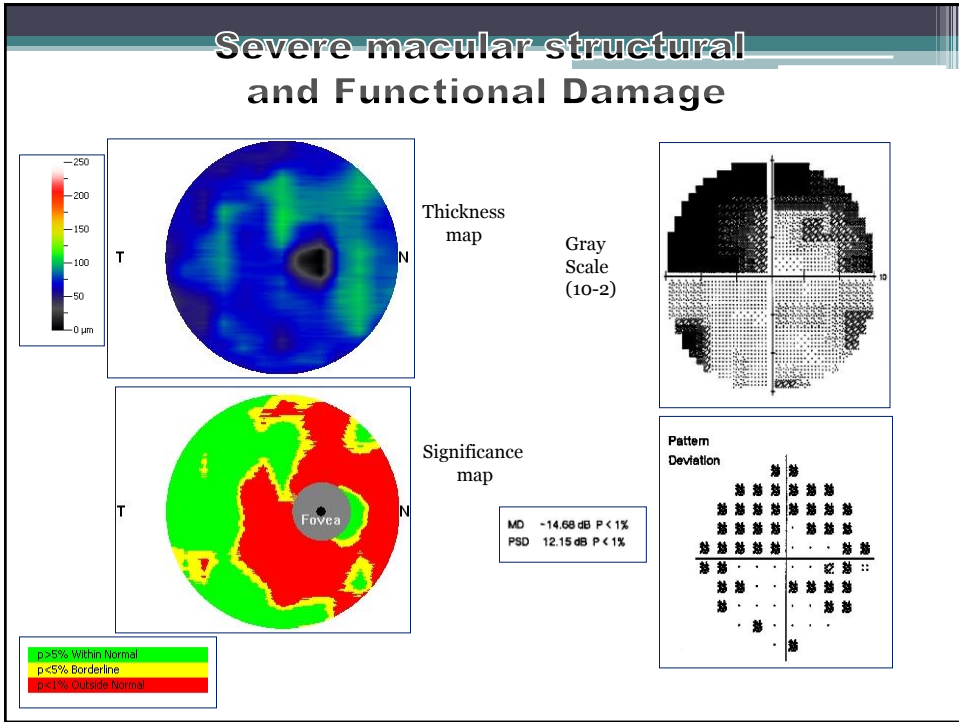 Severe macular structural
and Functional Damage
250
200
150
100
50
0 µm
T
N
Thickness
map
Gray
Scale
(10-2)
10
T
Fovea
N
Significance
map
MD -14.68 dB P < 1%
PSD 12.15 dB P < 1%
Pattern
Deviation
p>5% Within Normal
p<5% Borderline
p<1% Outside Normal